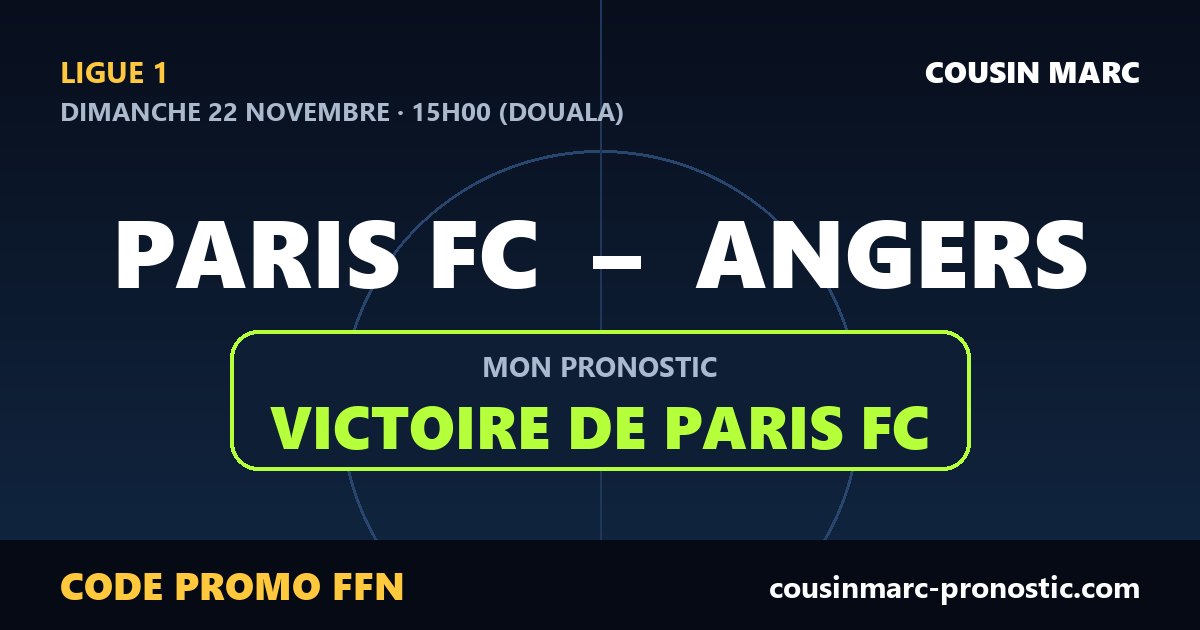 LIGUE 1
COUSIN MARC
DIMANCHE 22 NOVEMBRE · 15H00 (DOUALA)
PARIS FC – ANGERS
MON PRONOSTIC
VICTOIRE DE PARIS FC
CODE PROMO FFN
cousinmarc-pronostic.com